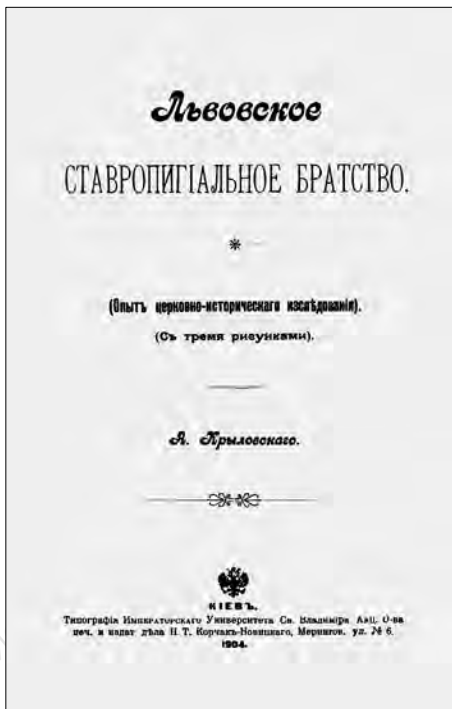 Львовское
СТАВРОПИГІАЛЬНОЕ БРАТСТВО.
(Опытъ церковно-историческаго изслѣдованія).
(Съ тремя рисунками).
А. Крыловскаго.
КІЕВЪ.
Типографія Императорскаго Университета Св. Владиміра Акц. О-ва
печ. и издат дѣла Н. Т. Корчакъ-Новицкаго, Меринговс. ул. № 6.
1904.